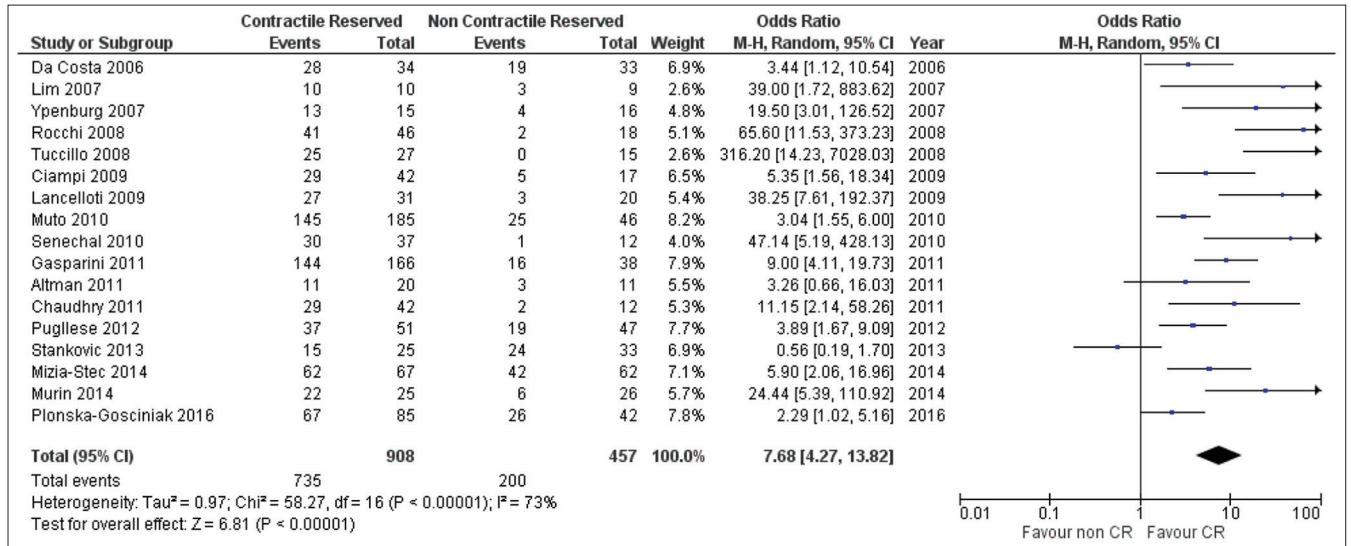 Contractile Reserved Non Contractile Reserved Odds Ratio Odds Ratio
Study or Subgroup Events Total Events Total Weight M-H, Random, 95% CI Year M-H, Random, 95% CI
Da Costa 2006 28 34 19 33 6.9% 3.44 [1.12, 10.54] 2006
Lim 2007 10 10 3 9 2.6% 39.00 [1.72, 883.62] 2007
Ypenburg 2007 13 15 4 16 4.8% 19.50 [3.01, 126.52] 2007
Rocchi 2008 41 46 2 18 5.1% 65.60 [11.53, 373.23] 2008
Tuccillo 2008 25 27 0 15 2.6% 316.20 [14.23, 7028.03] 2008
Ciampi 2009 29 42 5 17 6.5% 5.35 [1.56, 18.34] 2009
Lancelloti 2009 27 31 3 20 5.4% 38.25 [7.61, 192.37] 2009
Muto 2010 145 185 25 46 8.2% 3.04 [1.55, 6.00] 2010
Senechal 2010 30 37 1 12 4.0% 47.14 [5.19, 428.13] 2010
Gasparini 2011 144 166 16 38 7.9% 9.00 [4.11, 19.73] 2011
Altman 2011 11 20 3 11 5.5% 3.26 [0.66, 16.03] 2011
Chaudhry 2011 29 42 2 12 5.3% 11.15 [2.14, 58.26] 2011
Pugllese 2012 37 51 19 47 7.7% 3.89 [1.67, 9.09] 2012
Stankovic 2013 15 25 24 33 6.9% 0.56 [0.19, 1.70] 2013
Mizia-Stec 2014 62 67 42 62 7.1% 5.90 [2.06, 16.96] 2014
Murin 2014 22 25 6 26 5.7% 24.44 [5.39, 110.92] 2014
Plonska-Gosciniak 2016 67 85 26 42 7.8% 2.29 [1.02, 5.16] 2016
Total (95% CI) 908 457 100.0% 7.68 [4.27, 13.82]
Total events 735 200
Heterogeneity: Tau² = 0.97; Chi² = 58.27, df = 16 (P < 0.00001); I² = 73%
Test for overall effect: Z = 6.81 (P < 0.00001)
0.01 0.1 1 10 100
Favour non CR Favour CR